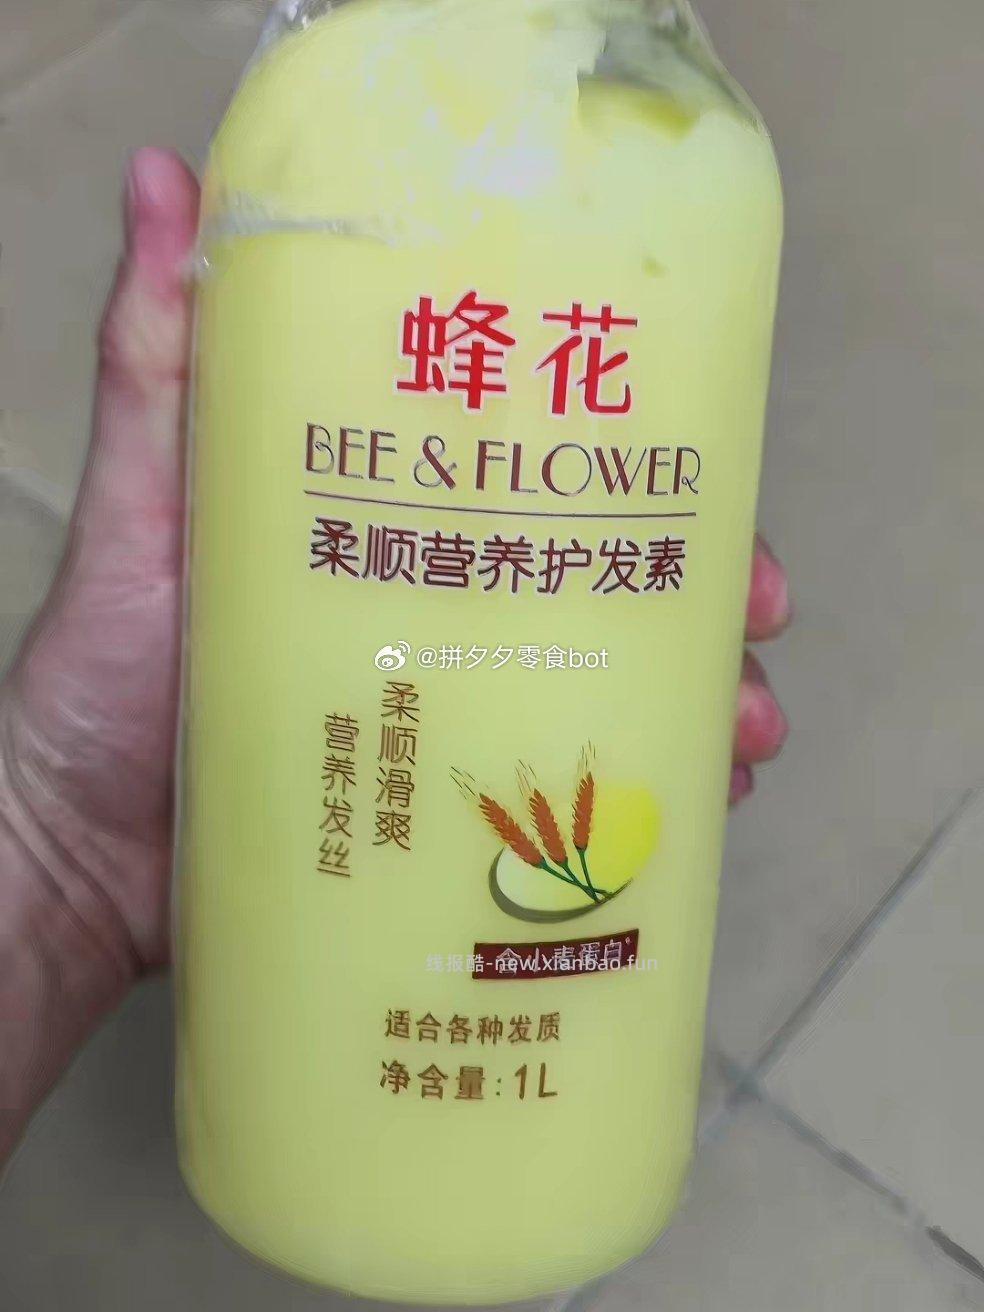 蜂花
BEE & FLOWER
柔顺营养护发素
@拼夕夕零食bot
柔顺滑爽
营养发丝
含小麦蛋白*
线报酷-new.xianbao.fun
适合各种发质
净含量:1L